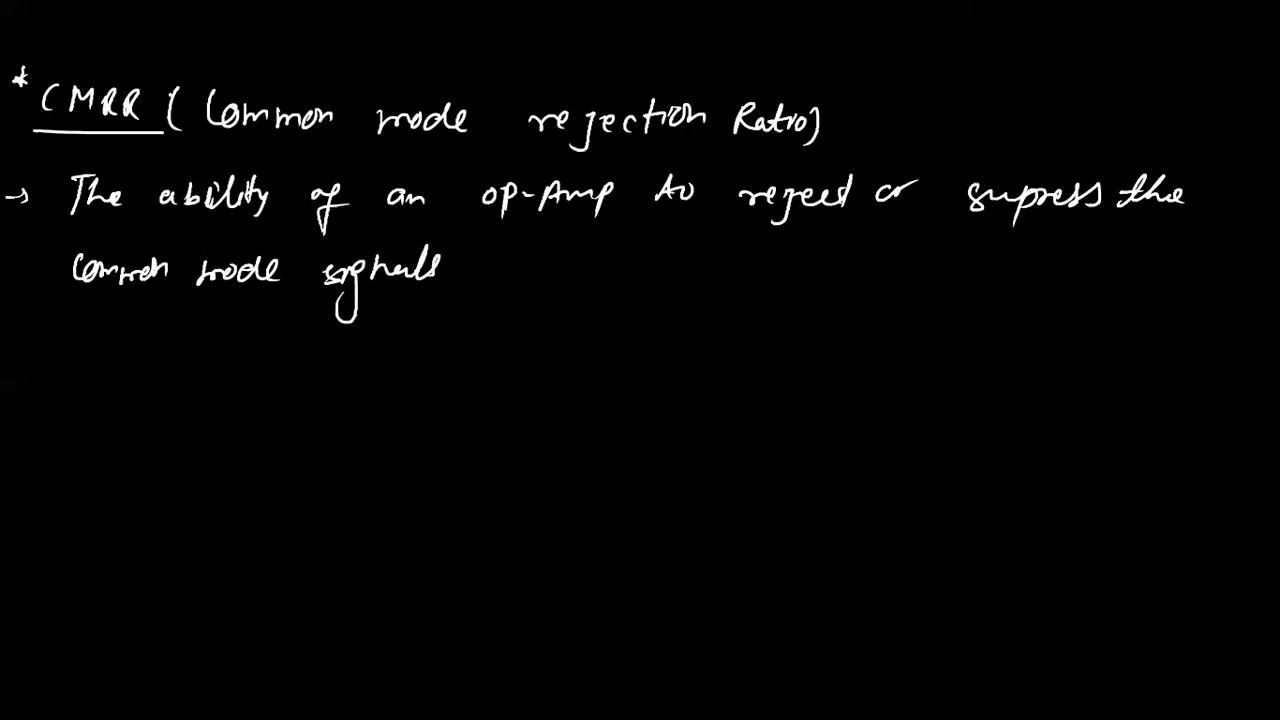 * CMRR (Common mode rejection Ratio)
→ The ability of an op-Amp to reject or supress the
common mode signals